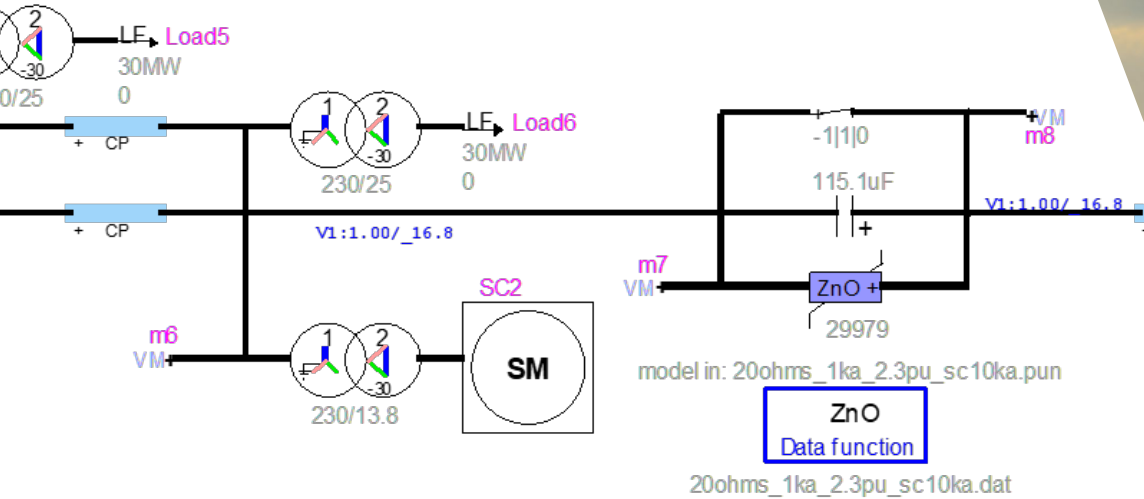 2
LF
Load5
-30
30MW
0/25
0
+ CP
1
2
LF
Load6
-30
30MW
230/25
0
-1|1|0
VM
m8
115.1uF
+
+ CP
V1:1.00/_16.8
V1:1.00/_16.8
m7
VM
ZnO +
29979
SC2
m6
VM
1
2
-30
230/13.8
SM
model in: 20ohms_1ka_2.3pu_sc10ka.pun
ZnO
Data function
20ohms_1ka_2.3pu_sc10ka.dat